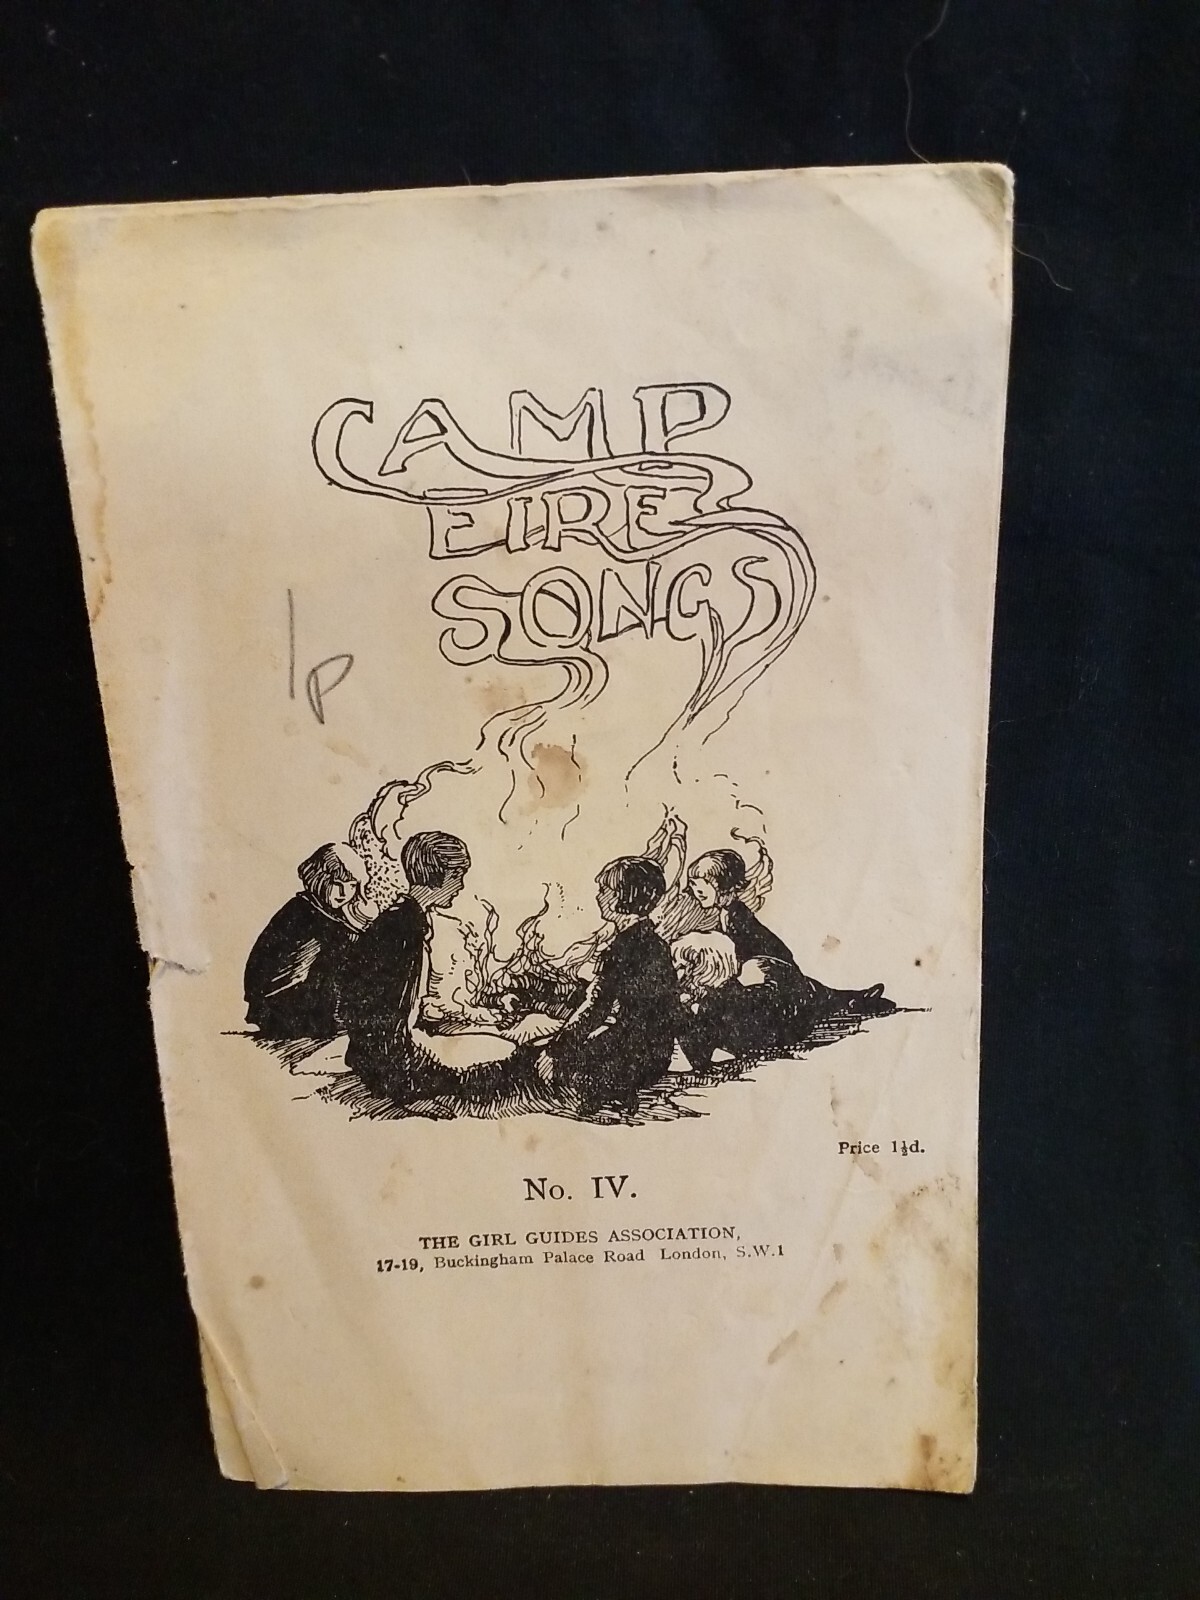 CAMP
FIRE
SONGS
1p
Price 1½d.
No. IV.
THE GIRL GUIDES ASSOCIATION,
17-19, Buckingham Palace Road London, S.W.1